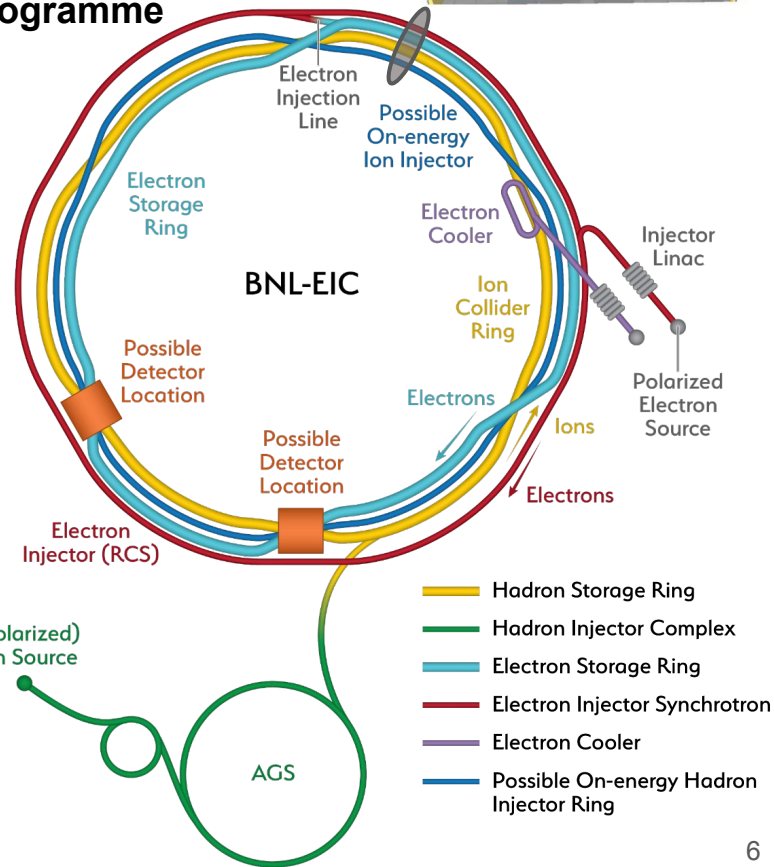 ogramme
Electron
Injection
Line
Possible
On-energy
Ion Injector
Electron
Storage
Ring
Electron
Cooler
Injector
Linac
BNL-EIC
Ion
Collider
Ring
Possible
Detector
Location
Polarized
Electron
Source
Electrons
Ions
Possible
Detector
Location
Electrons
Electron
Injector (RCS)
Hadron Storage Ring
Hadron Injector Complex
Electron Storage Ring
Electron Injector Synchrotron
Electron Cooler
Possible On-energy Hadron
Injector Ring
olarized)
n Source
AGS
6